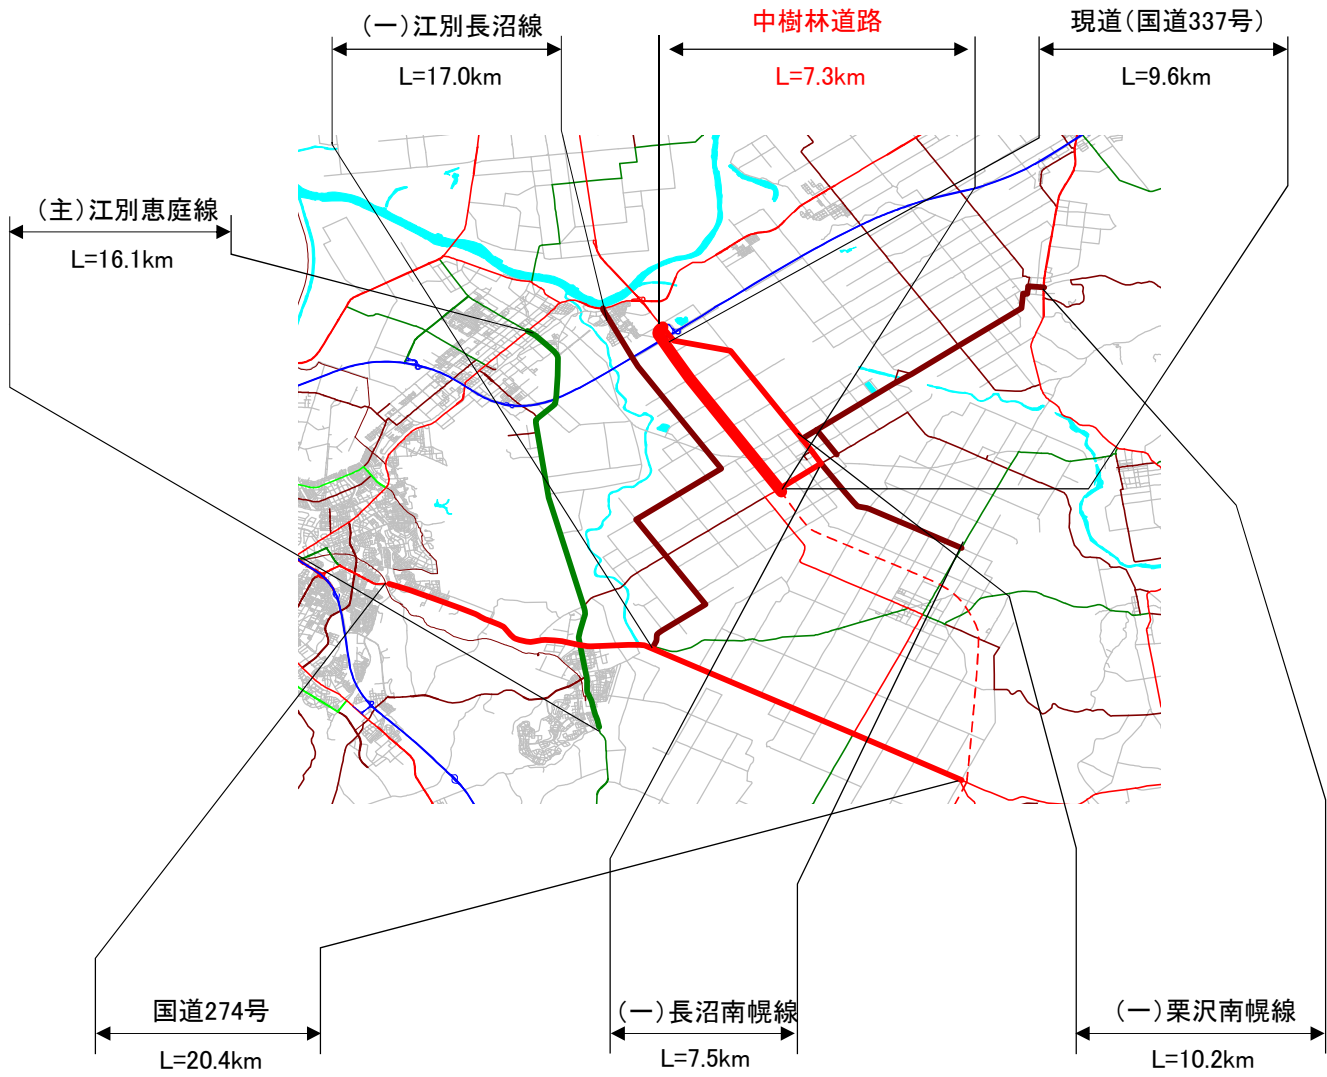 (一)江別長沼線
L=17.0km
中樹林道路
L=7.3km
現道(国道337号)
L=9.6km
(主)江別恵庭線
L=16.1km
国道274号
L=20.4km
(一)長沼南幌線
L=7.5km
(一)栗沢南幌線
L=10.2km